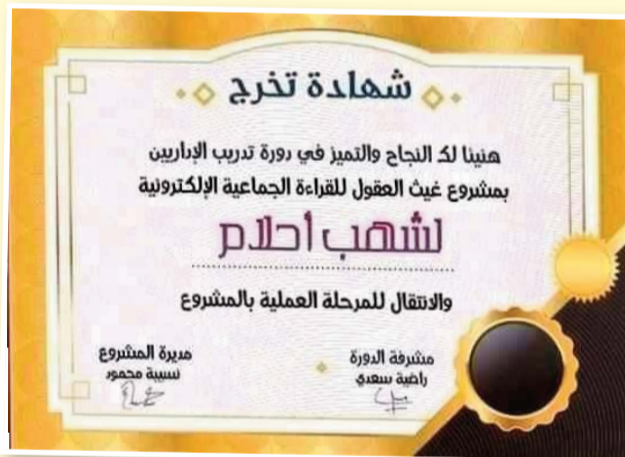 شهادة تخرج
هنيئا لك النجاح والتميز في دورة تدريب الإداريين
بمشروع غيث العقول للقراءة الجماعية الإلكترونية
لشهب أحلام
والانتقال للمرحلة العملية بالمشروع
مشرفة الدورة
راضية سعدي
مديرة المشروع
نسيبة محمود